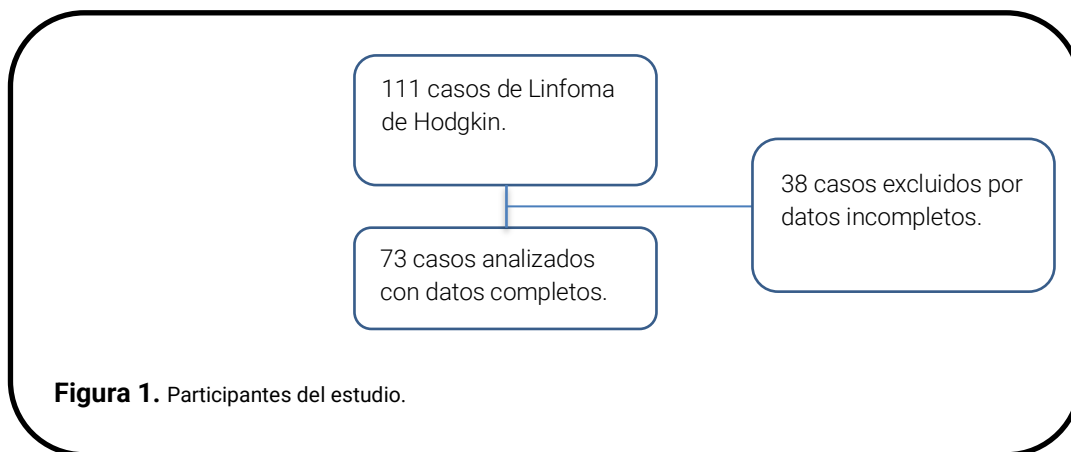 111 casos de Linfoma
de Hodgkin.
38 casos excluidos por
datos incompletos.
73 casos analizados
con datos completos.
Figura 1. Participantes del estudio.